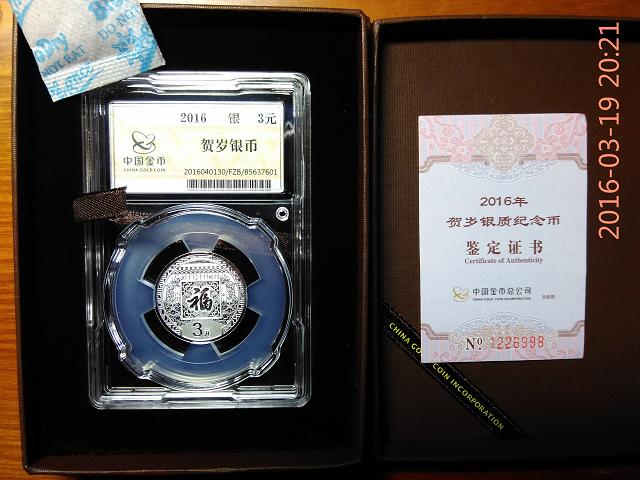 DO NO
NOT EAT
2016 银 3元
中国金币
CHINA GOLD COIN
贺岁银币
2016040130/FZB/85637601
福
3元
2016年
贺岁银质纪念币
鉴定证书
Certificate of Authenticity
中国金币总公司
CHINA GOLD COIN INCORPORATION
No 1226998
CHINA GOLD COIN INCORPORATION
2016-03-19 20:21